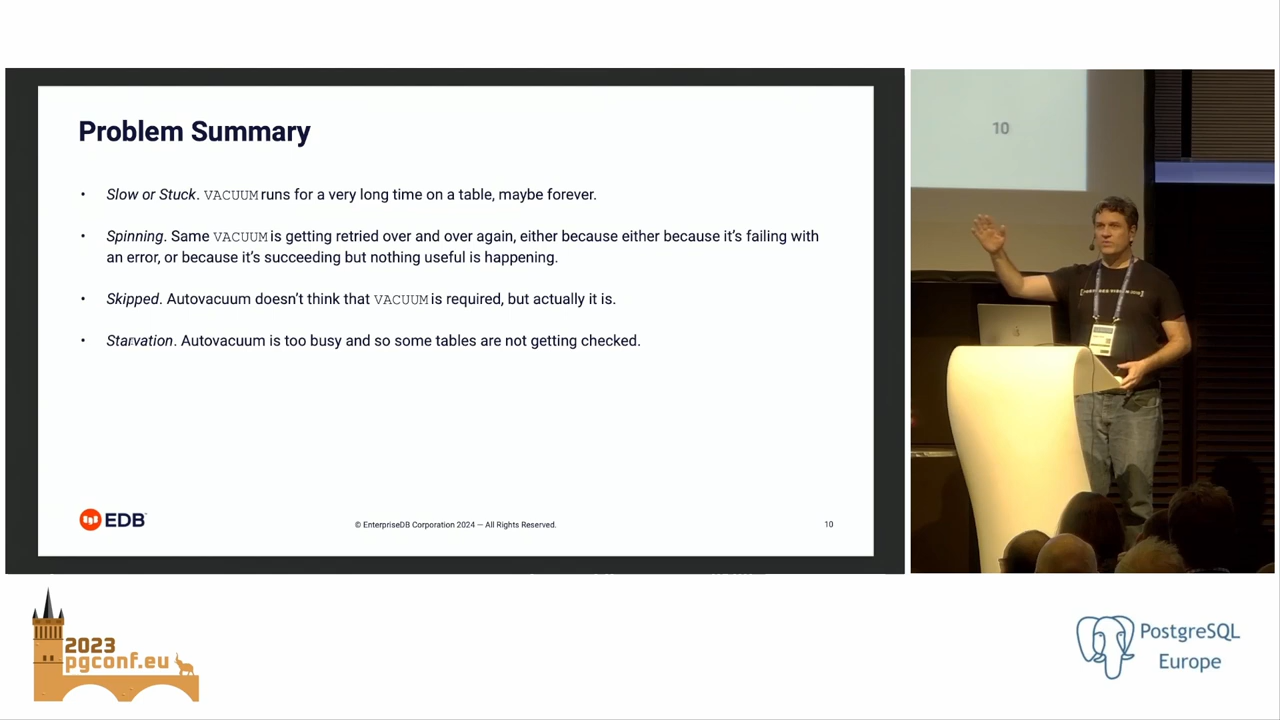 Problem Summary
• Slow or Stuck. VACUUM runs for a very long time on a table, maybe forever.
• Spinning. Same VACUUM is getting retried over and over again, either because either because it's failing with
an error, or because it's succeeding but nothing useful is happening.
• Skipped. Autovacuum doesn't think that VACUUM is required, but actually it is.
• Starvation. Autovacuum is too busy and so some tables are not getting checked.
EDB
© EnterpriseDB Corporation 2024 — All Rights Reserved.
10
10
2023
pgconf.eu
PostgreSQL
Europe